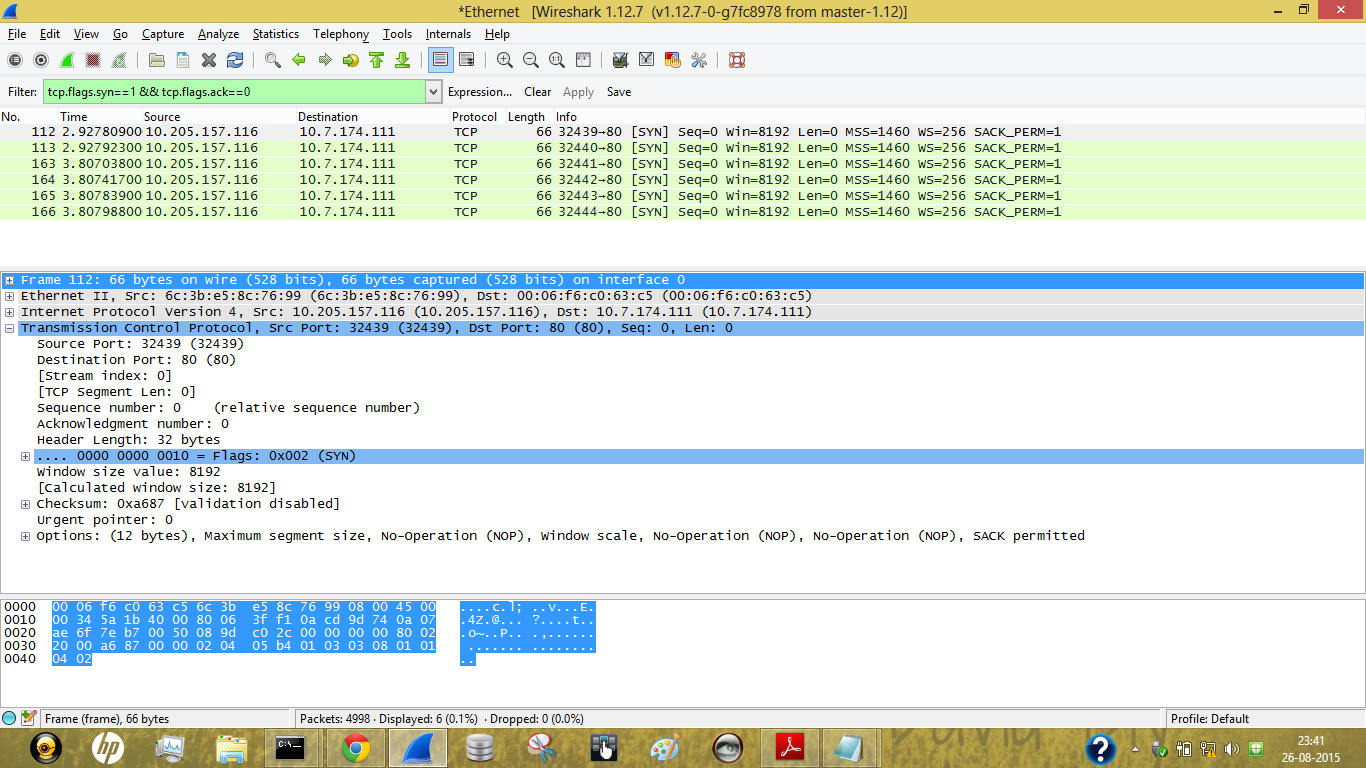 *Ethernet [Wireshark 1.12.7 (v1.12.7-0-g7fc8978 from master-1.12)]
File Edit View Go Capture Analyze Statistics Telephony Tools Internals Help
Filter: tcp.flags.syn==1 && tcp.flags.ack==0 Expression... Clear Apply Save
No. Time Source Destination Protocol Length Info
112 2.92780900 10.205.157.116 10.7.174.111 TCP 66 32439→80 [SYN] Seq=0 Win=8192 Len=0 MSS=1460 WS=256 SACK_PERM=1
113 2.92792300 10.205.157.116 10.7.174.111 TCP 66 32440→80 [SYN] Seq=0 Win=8192 Len=0 MSS=1460 WS=256 SACK_PERM=1
163 3.80703800 10.205.157.116 10.7.174.111 TCP 66 32441→80 [SYN] Seq=0 Win=8192 Len=0 MSS=1460 WS=256 SACK_PERM=1
164 3.80741700 10.205.157.116 10.7.174.111 TCP 66 32442→80 [SYN] Seq=0 Win=8192 Len=0 MSS=1460 WS=256 SACK_PERM=1
165 3.80783900 10.205.157.116 10.7.174.111 TCP 66 32443→80 [SYN] Seq=0 Win=8192 Len=0 MSS=1460 WS=256 SACK_PERM=1
166 3.80798800 10.205.157.116 10.7.174.111 TCP 66 32444→80 [SYN] Seq=0 Win=8192 Len=0 MSS=1460 WS=256 SACK_PERM=1
Frame 112: 66 bytes on wire (528 bits), 66 bytes captured (528 bits) on interface 0
Ethernet II, Src: 6c:3b:e5:8c:76:99 (6c:3b:e5:8c:76:99), Dst: 00:06:f6:c0:63:c5 (00:06:f6:c0:63:c5)
Internet Protocol Version 4, Src: 10.205.157.116 (10.205.157.116), Dst: 10.7.174.111 (10.7.174.111)
Transmission Control Protocol, Src Port: 32439 (32439), Dst Port: 80 (80), Seq: 0, Len: 0
Source Port: 32439 (32439)
Destination Port: 80 (80)
[Stream index: 0]
[TCP Segment Len: 0]
Sequence number: 0 (relative sequence number)
Acknowledgment number: 0
Header Length: 32 bytes
.... 0000 0000 0010 = Flags: 0x002 (SYN)
Window size value: 8192
[Calculated window size: 8192]
Checksum: 0xa687 [validation disabled]
Urgent pointer: 0
Options: (12 bytes), Maximum segment size, No-Operation (NOP), Window scale, No-Operation (NOP), No-Operation (NOP), SACK permitted
0000 00 06 f6 c0 63 c5 6c 3b e5 8c 76 99 08 00 45 00 ....c.l; ..v...E.
0010 00 34 5a 1b 40 00 80 06 3f f1 0a cd 9d 74 0a 07 .4Z.@... ?....t..
0020 ae 6f 7e b7 00 50 08 9d c0 2c 00 00 00 00 80 02 .o~..P.. .,......
0030 20 00 a6 87 00 00 02 04 05 b4 01 03 03 08 01 01 ....... ........
0040 04 02 ..
Frame (frame), 66 bytes Packets: 4998 · Displayed: 6 (0.1%) · Dropped: 0 (0.0%) Profile: Default
hp
C:\
23:41
26-08-2015